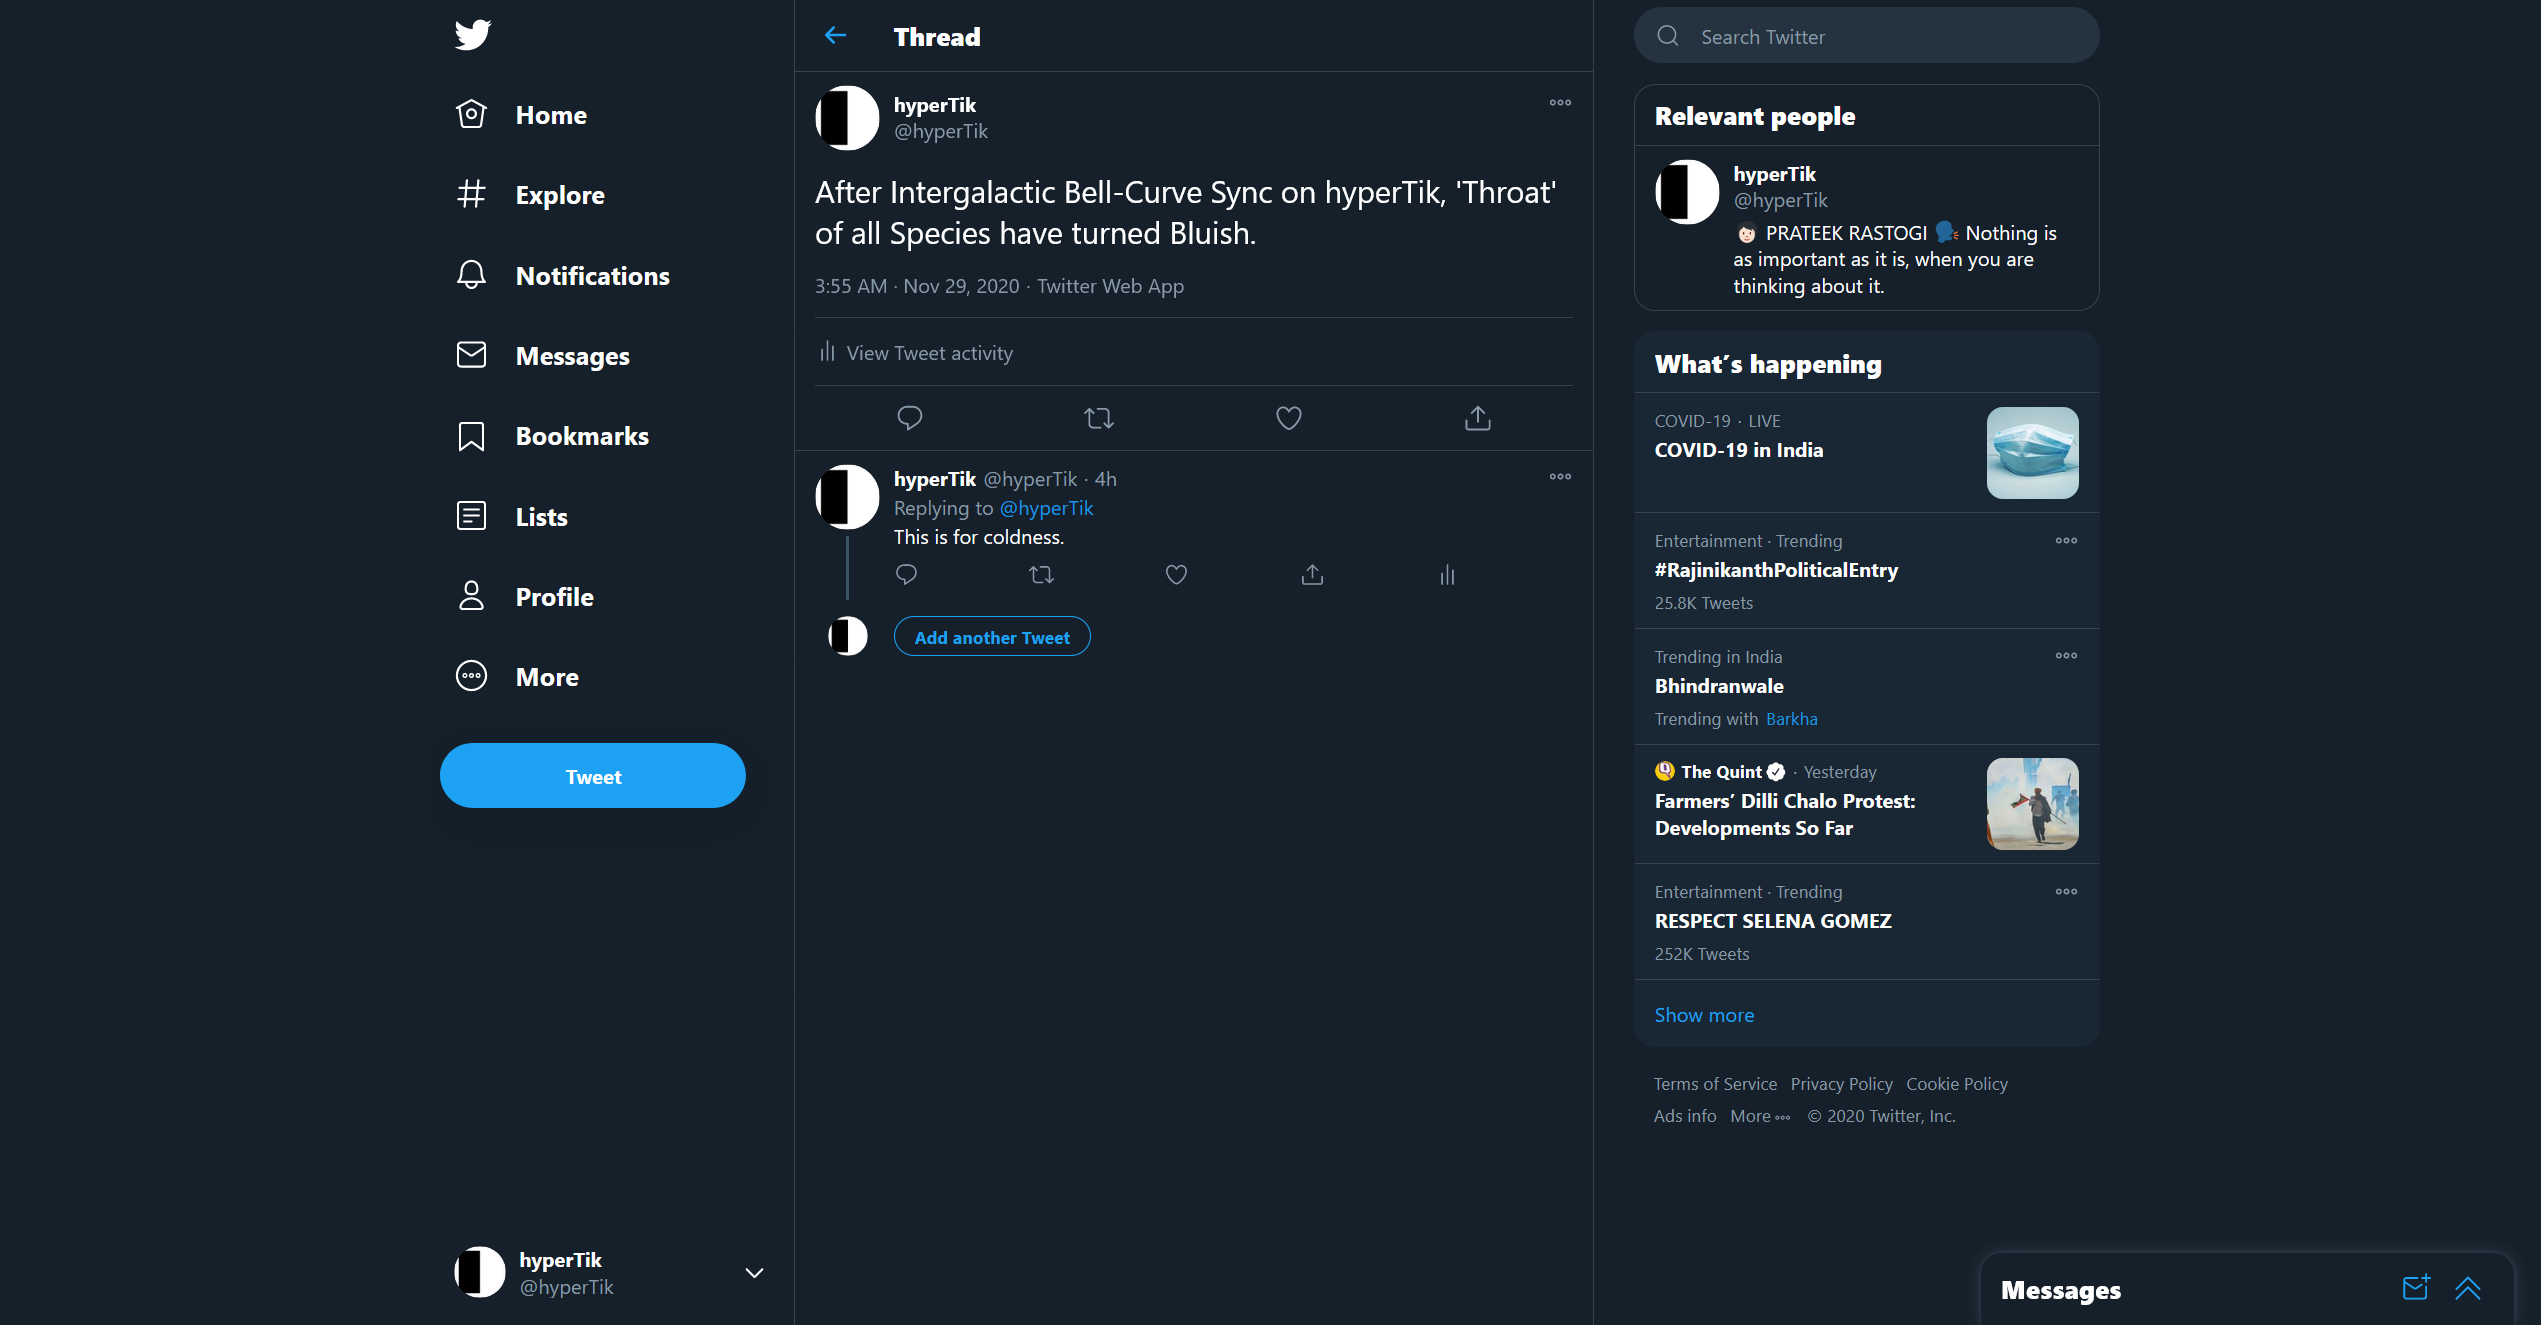 Home
Explore
Notifications
Messages
Bookmarks
Lists
Profile
More
Tweet
hyperTik
@hyperTik
Thread
hyperTik
@hyperTik
After Intergalactic Bell-Curve Sync on hyperTik, 'Throat'
of all Species have turned Bluish.
3:55 AM · Nov 29, 2020 · Twitter Web App
View Tweet activity
hyperTik @hyperTik · 4h
Replying to @hyperTik
This is for coldness.
Add another Tweet
Search Twitter
Relevant people
hyperTik
@hyperTik
PRATEEK RASTOGI Nothing is
as important as it is, when you are
thinking about it.
What's happening
COVID-19 · LIVE
COVID-19 in India
Entertainment · Trending
#RajinikanthPoliticalEntry
25.8K Tweets
Trending in India
Bhindranwale
Trending with Barkha
The Quint · Yesterday
Farmers’ Dilli Chalo Protest:
Developments So Far
Entertainment · Trending
RESPECT SELENA GOMEZ
252K Tweets
Show more
Terms of Service Privacy Policy Cookie Policy
Ads info More © 2020 Twitter, Inc.
Messages